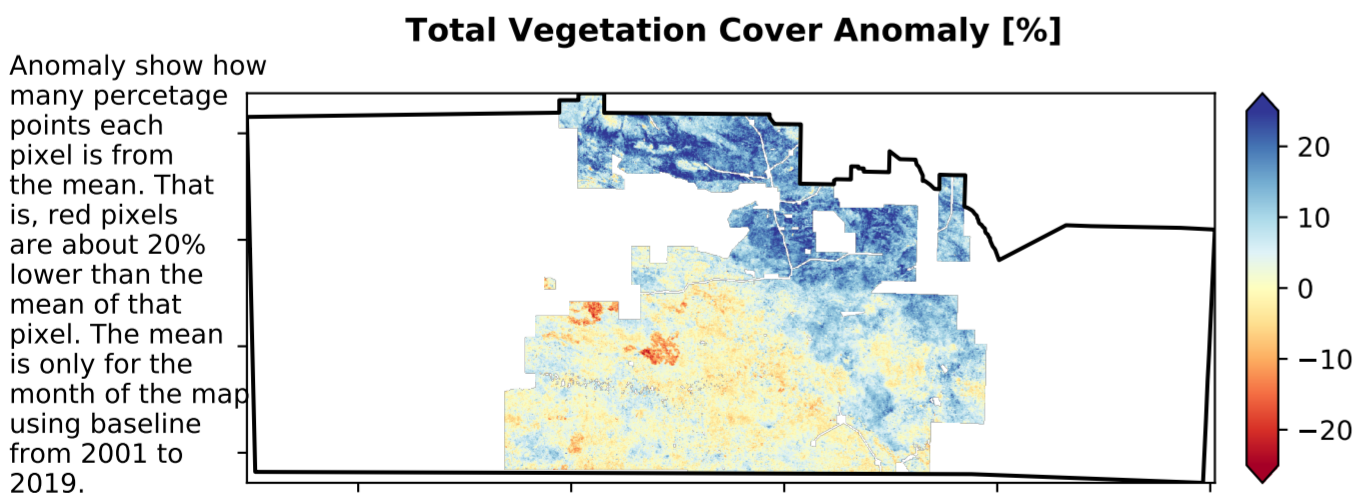 Total Vegetation Cover Anomaly [%]
Anomaly show how
many percetage
points each
pixel is from
the mean. That
is, red pixels
are about 20%
lower than the
mean of that
pixel. The mean
is only for the
month of the map
using baseline
from 2001 to
2019.
20
10
0
−10
−20